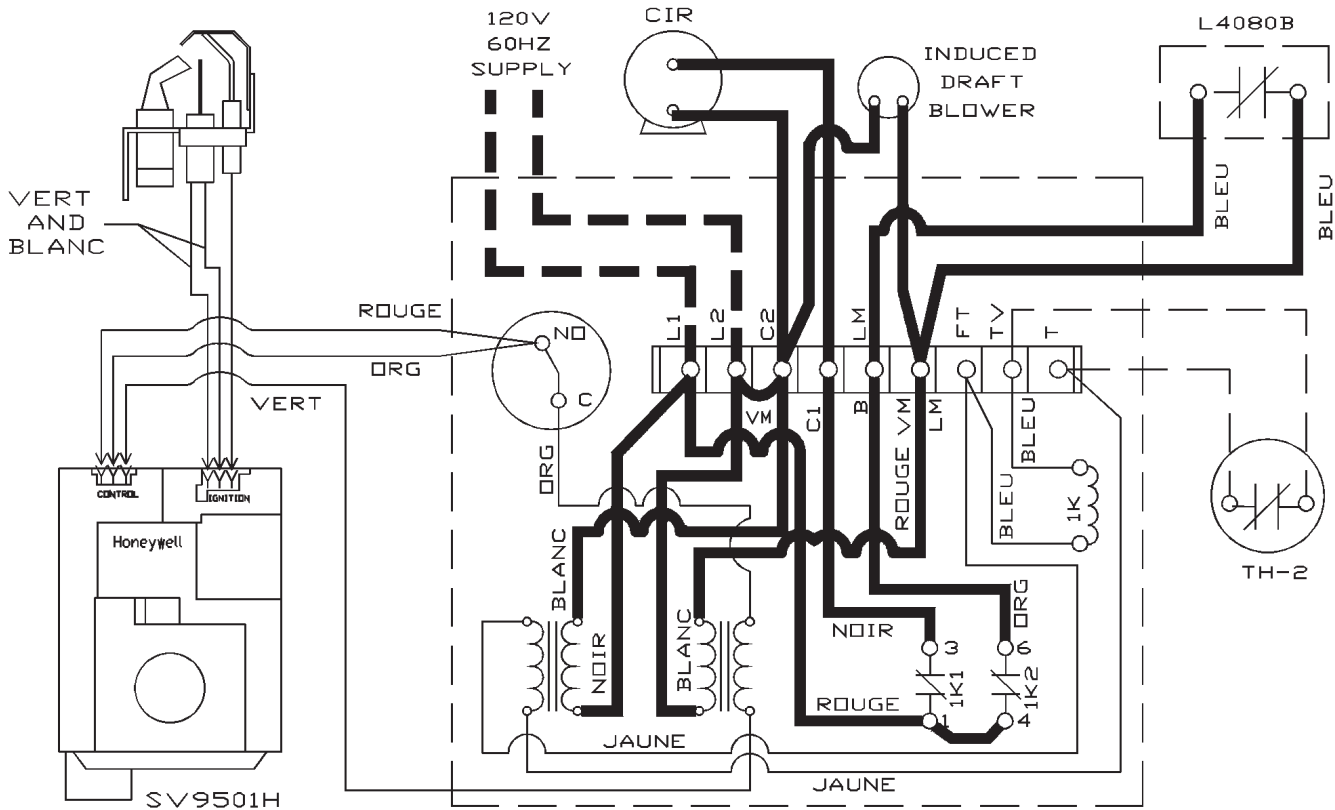 120V
60HZ
SUPPLY
CIR
INDUCED
DRAFT
BLOWER
L4080B
BLEU
BLEU
VERT
AND
BLANC
ROUGE
ORG
VERT
NO
C
ORG
L1
L2
C2
LM
FT
TV
T
VM
C1
B
ROUGE VM
LM
BLEU
BLEU
1K
TH-2
CONTROL
IGNITION
Honeywell
SV9501H
BLANC
NOIR
BLANC
NOIR
ORG
3
6
1K1
1K2
ROUGE
1
4
JAUNE
JAUNE